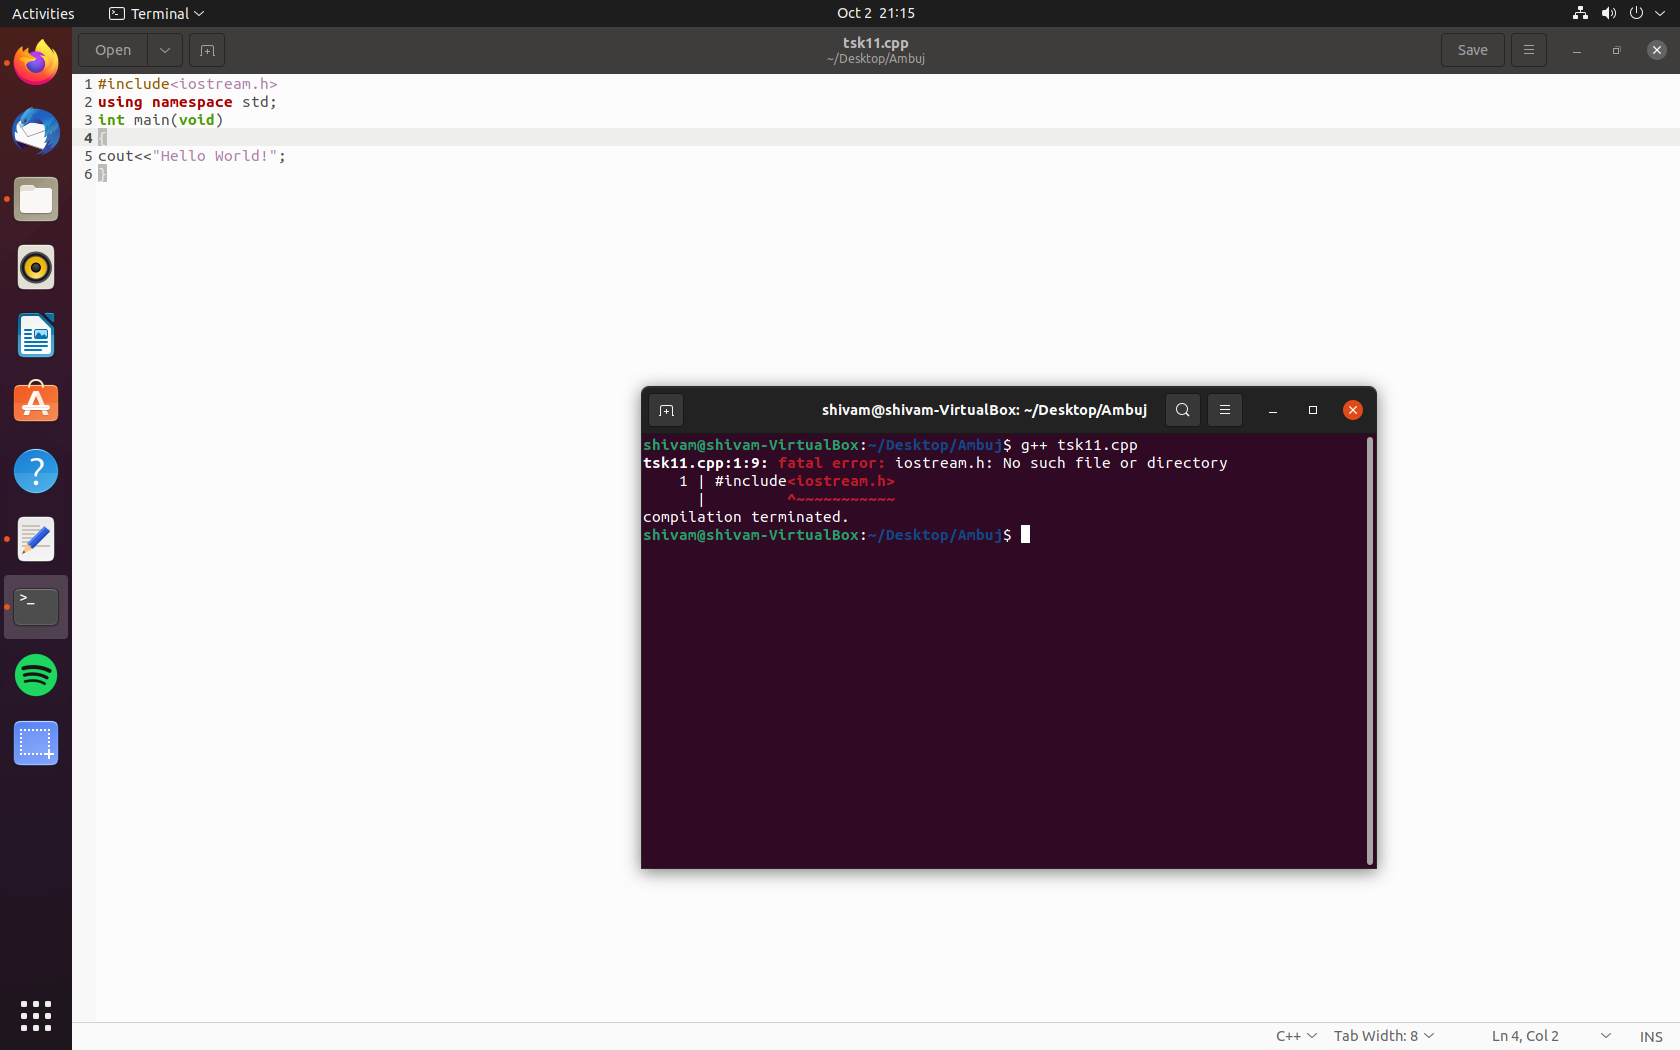 Activities
Terminal
Oct 2 21:15
Open
tsk11.cpp
~/Desktop/Ambuj
Save
1 #include<iostream.h>
2 using namespace std;
3 int main(void)
4 {
5 cout<<"Hello World!";
6 }
shivam@shivam-VirtualBox: ~/Desktop/Ambuj
shivam@shivam-VirtualBox:~/Desktop/Ambuj$ g++ tsk11.cpp
tsk11.cpp:1:9: fatal error: iostream.h: No such file or directory
    1 | #include<iostream.h>
      |         ^~~~~~~~~~~~
compilation terminated.
shivam@shivam-VirtualBox:~/Desktop/Ambuj$
C++
Tab Width: 8
Ln 4, Col 2
INS